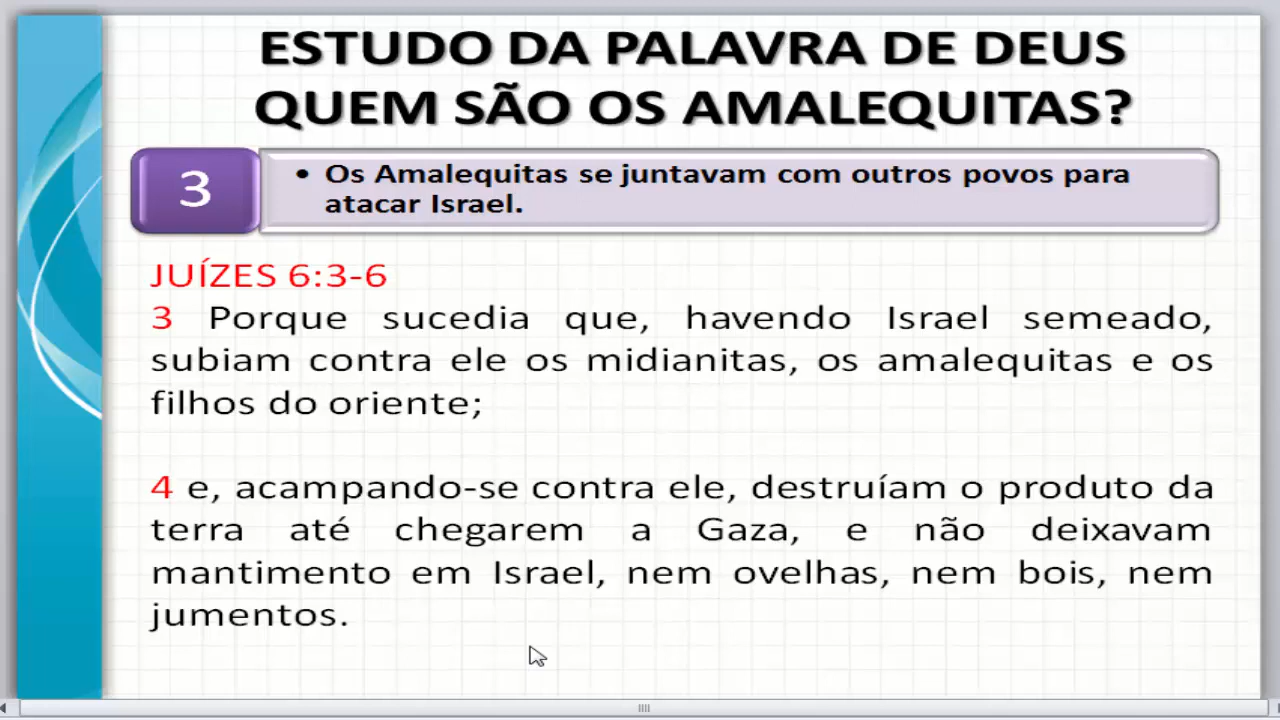 ESTUDO DA PALAVRA DE DEUS
QUEM SÃO OS AMALEQUITAS?
3
• Os Amalequitas se juntavam com outros povos para
atacar Israel.
JUÍZES 6:3-6
3 Porque sucedia que, havendo Israel semeado,
subiam contra ele os midianitas, os amalequitas e os
filhos do oriente;
4 e, acampando-se contra ele, destruíam o produto da
terra até chegarem a Gaza, e não deixavam
mantimento em Israel, nem ovelhas, nem bois, nem
jumentos.